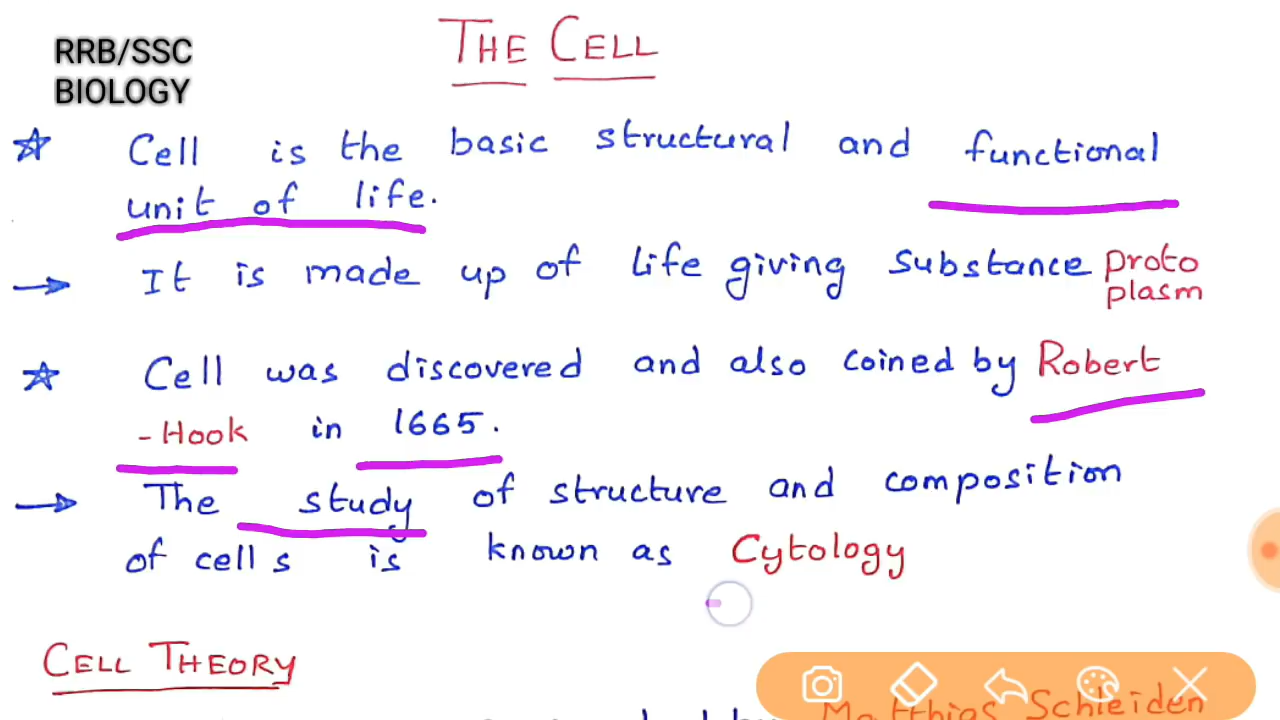 THE CELL
RRB/SSC
BIOLOGY
Cell is the basic structural and functional
unit of life.
It is made up of life giving substance proto
plasm
Cell was discovered and also coined by Robert
- Hook in 1665.
The study of structure and composition
of cells is known as Cytology
CELL THEORY
by Matthias Schleiden